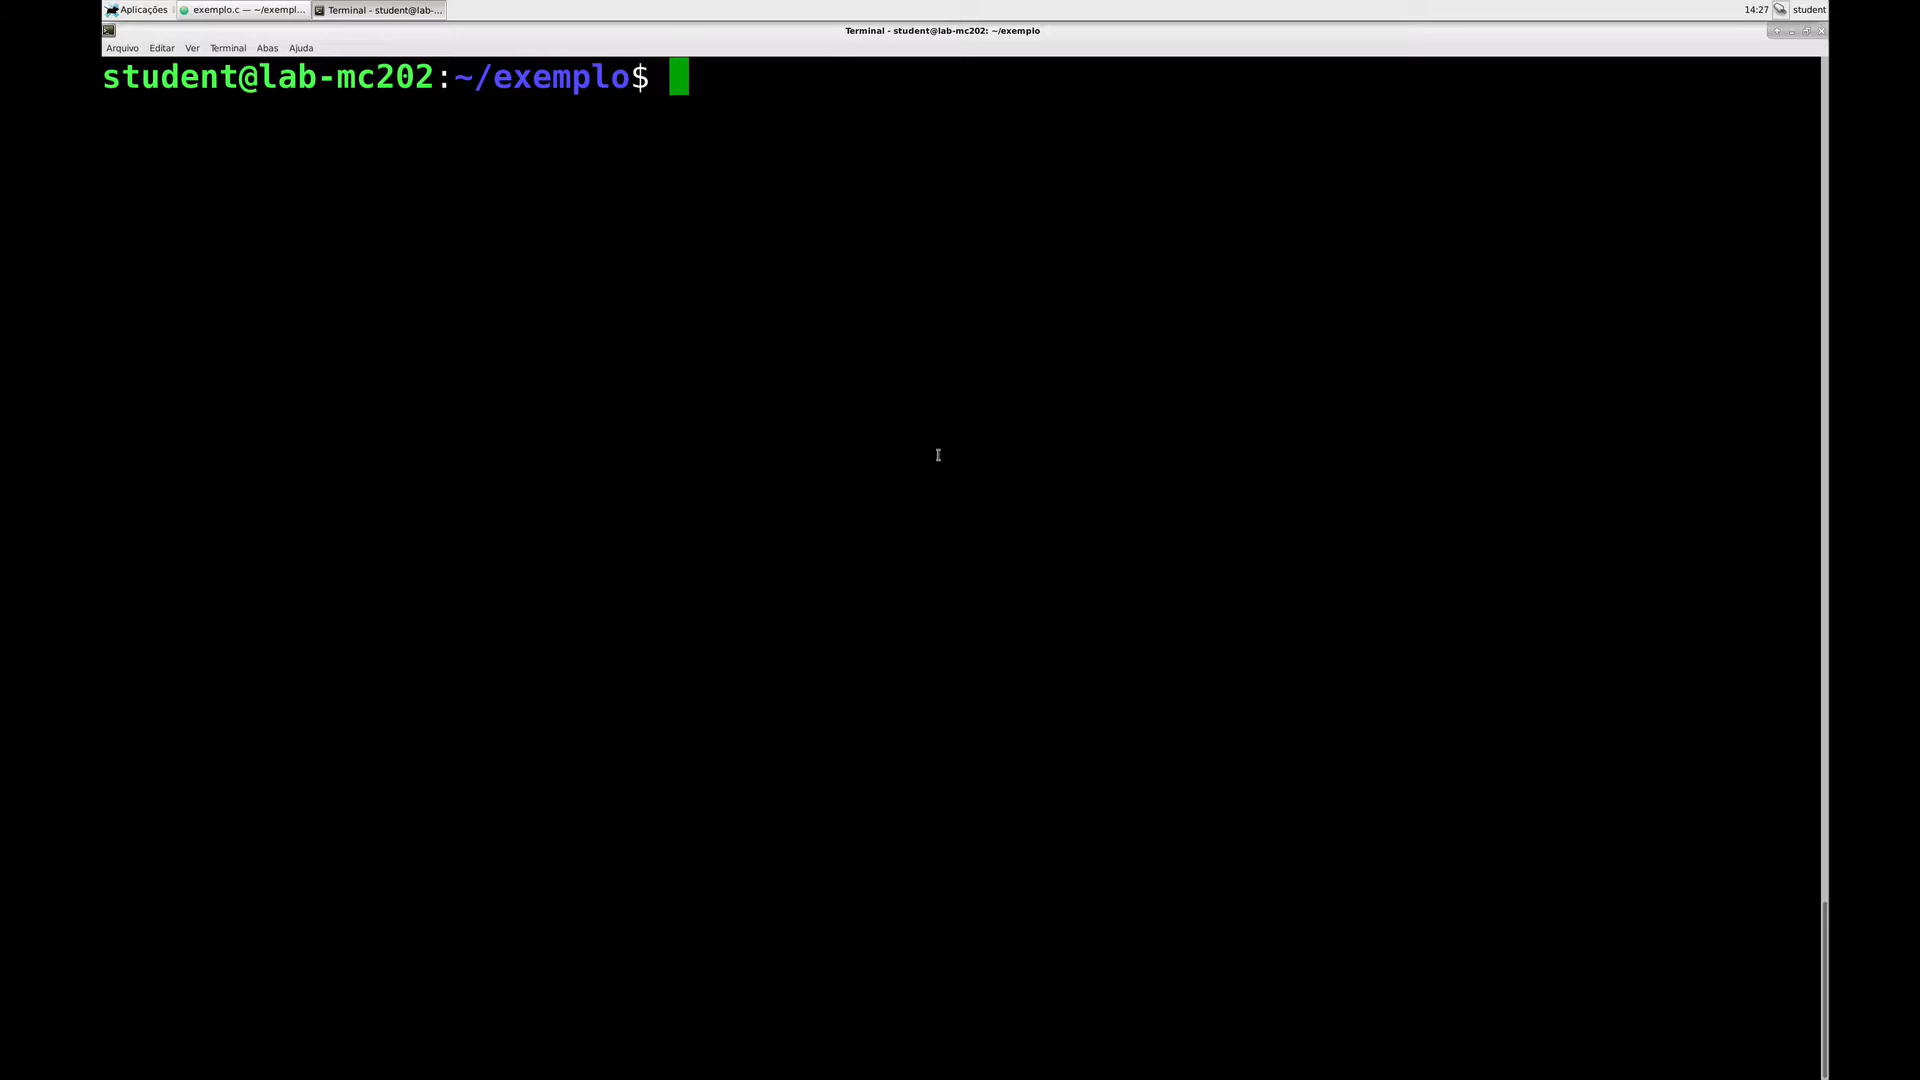 Aplicações exemplo.c — ~/exempl... Terminal - student@lab-... 14:27 student
Terminal - student@lab-mc202: ~/exemplo
Arquivo Editar Ver Terminal Abas Ajuda
student@lab-mc202:~/exemplo$